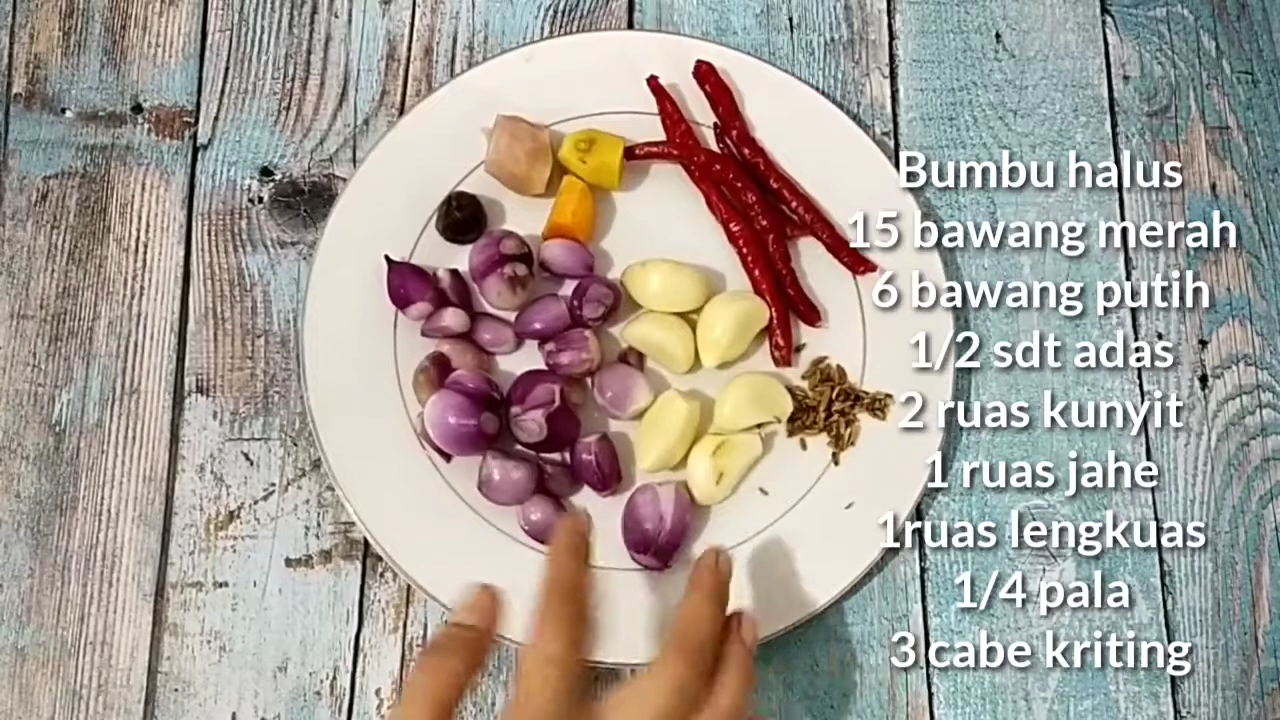 Bumbu halus
15 bawang merah
6 bawang putih
1/2 sdt adas
2 ruas kunyit
1 ruas jahe
1ruas lengkuas
1/4 pala
3 cabe kriting